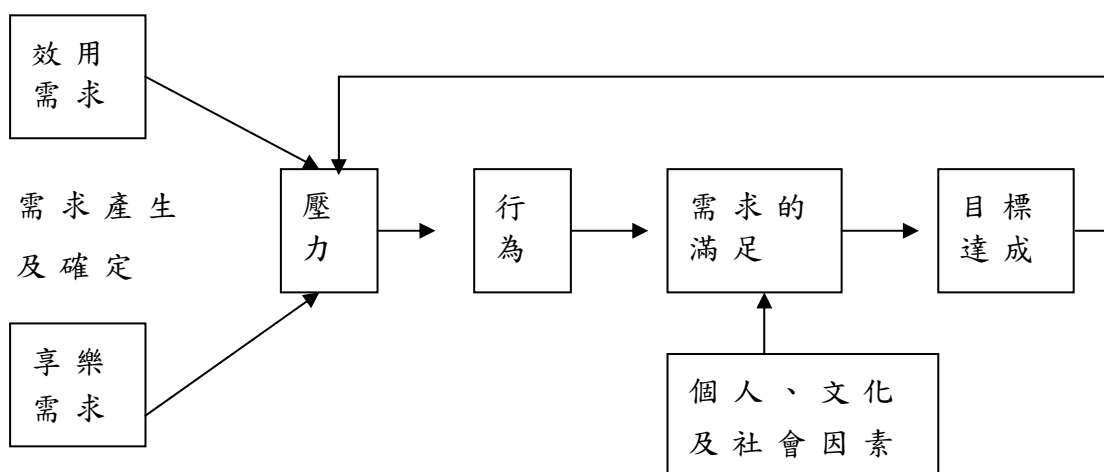 效用
需求
需求產生
及確定
享樂
需求
壓
力
行
為
需求的
滿足
目標
達成
個人、文化
及社會因素